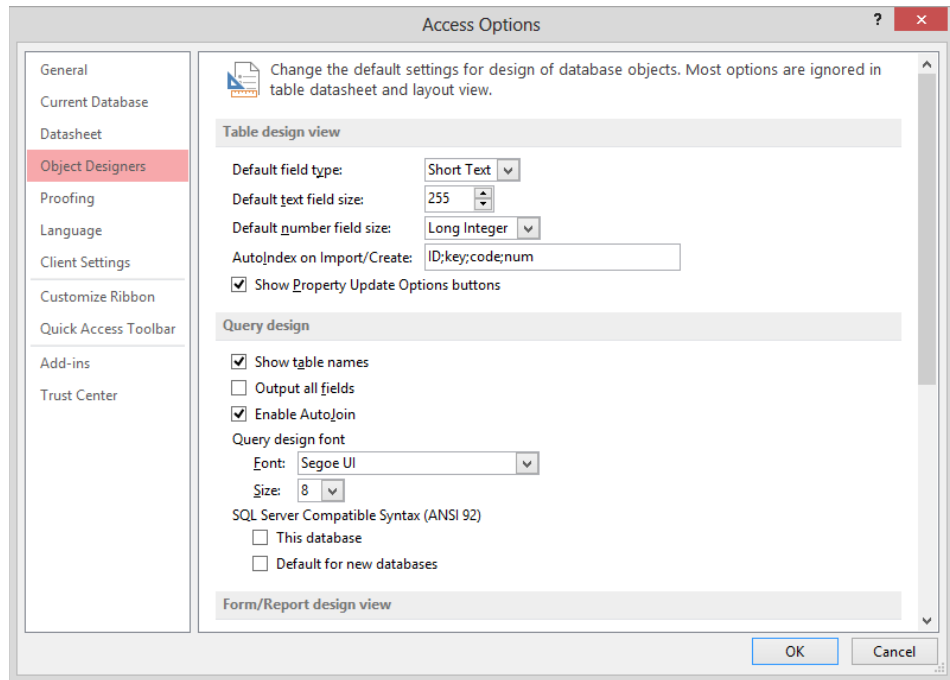 Access Options
?
General
Current Database
Datasheet
Object Designers
Proofing
Language
Client Settings
Customize Ribbon
Quick Access Toolbar
Add-ins
Trust Center
Change the default settings for design of database objects. Most options are ignored in
table datasheet and layout view.
Table design view
Default field type: Short Text
Default text field size: 255
Default number field size: Long Integer
AutoIndex on Import/Create: ID;key;code;num
Show Property Update Options buttons
Query design
Show table names
Output all fields
Enable AutoJoin
Query design font
Font: Segoe UI
Size: 8
SQL Server Compatible Syntax (ANSI 92)
This database
Default for new databases
Form/Report design view
OK Cancel